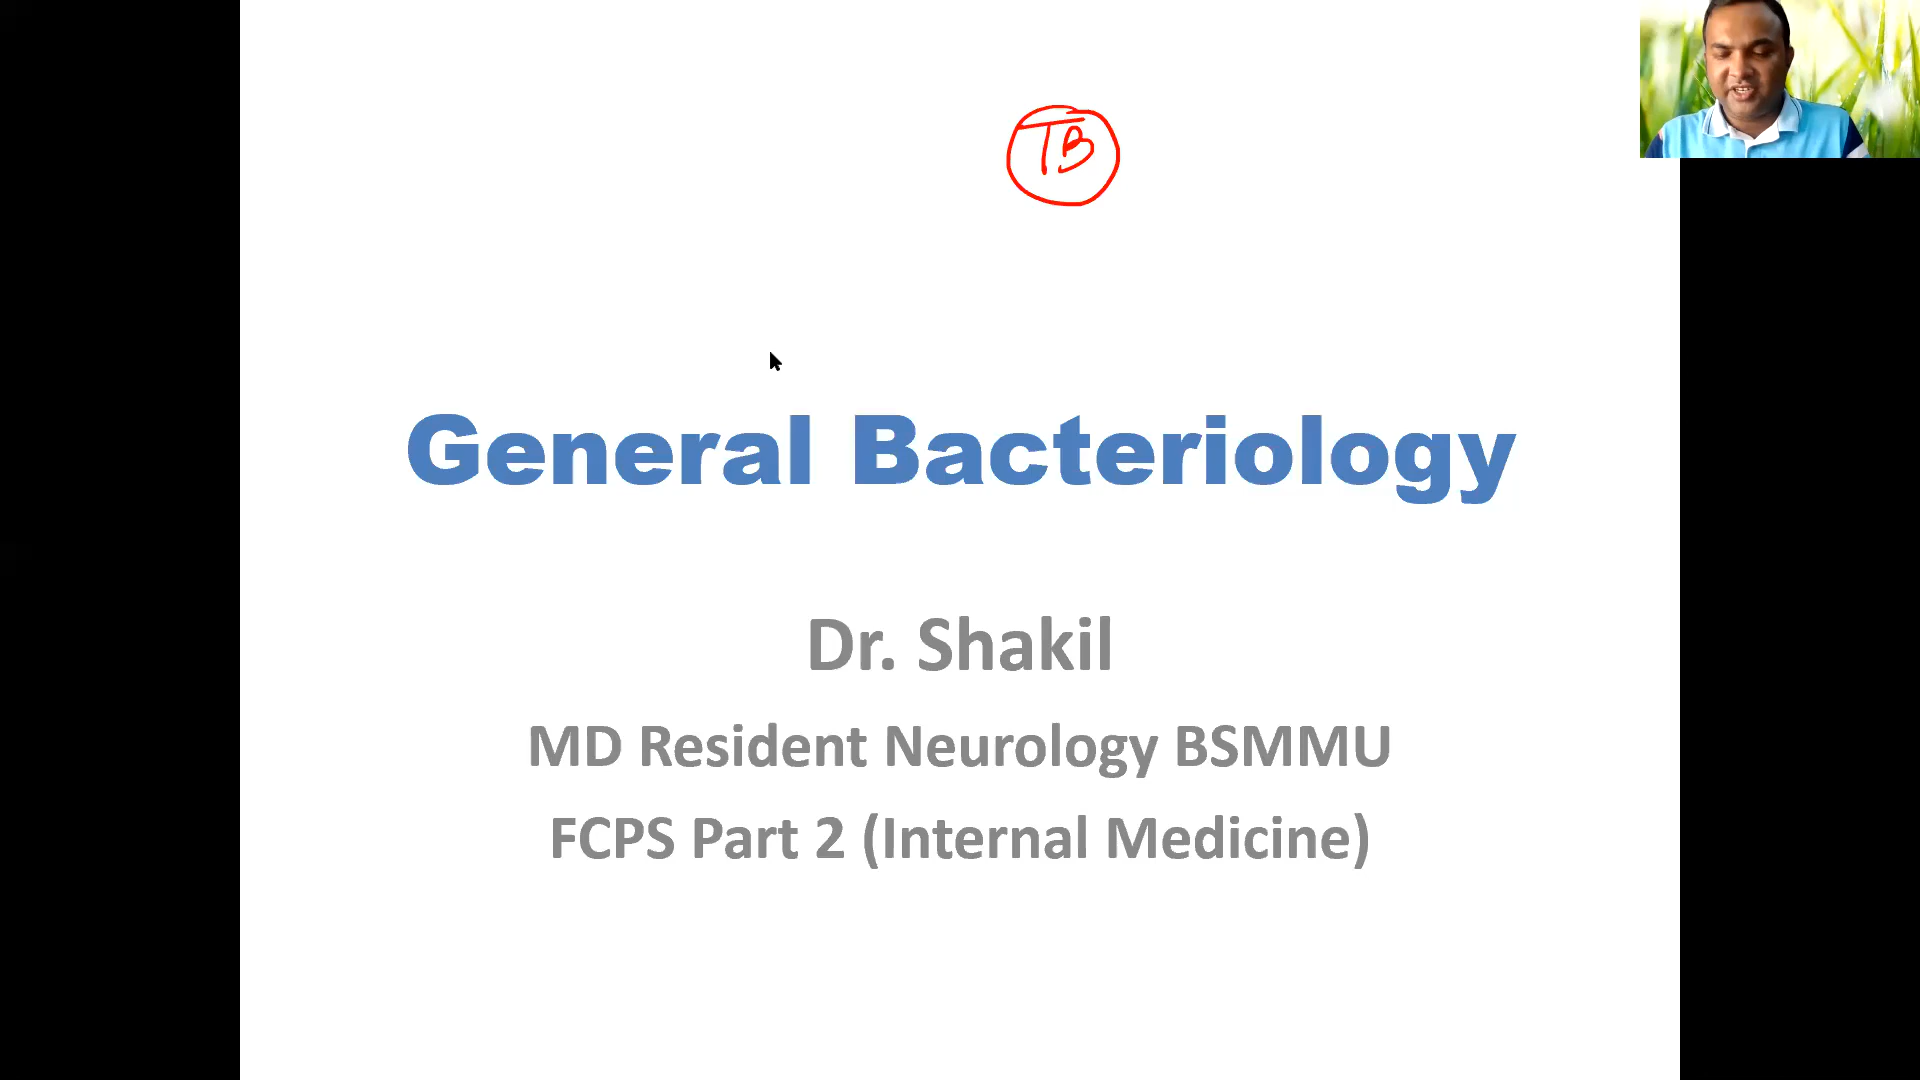 TB
General Bacteriology
Dr. Shakil
MD Resident Neurology BSMMU
FCPS Part 2 (Internal Medicine)